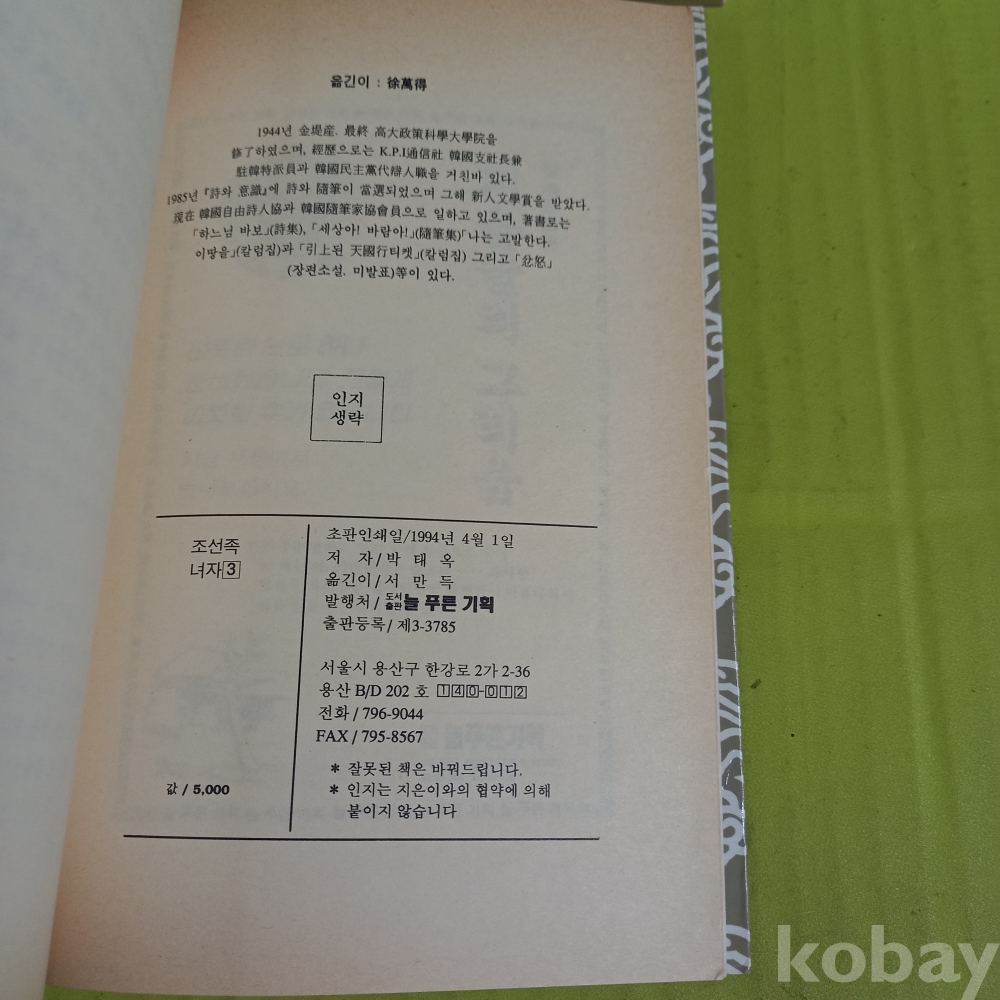 옮긴이 : 徐萬得
1944년 金堤産. 最終 高大政策科學大學院을
修了하였으며, 經歷으로는 K.P.I通信社 韓國支社長兼
駐韓特派員과 韓國民主黨代辯人職을 거친바 있다.
1985년 『詩와 意識』에 詩와 隨筆이 當選되었으며 그해 新人文學賞을 받았다.
現在 韓國自由詩人協과 韓國隨筆家協會員으로 일하고 있으며, 著書로는
「하느님 바보」(詩集), 「세상아! 바람아!」(隨筆集)「나는 고발한다.
이땅을」(칼럼집)과 「引上된 天國行티켓」(칼럼집) 그리고 「忿怒」
(장편소설. 미발표)等이 있다.
인지
생략
조선족
녀자3
값 / 5,000
초판인쇄일/1994년 4월 1일
저 자/박 태 옥
옮긴이/서 만 득
발행처/도서출판 늘 푸른 기획
출판등록/제3-3785
서울시 용산구 한강로 2가 2-36
용산 B/D 202 호 140-012
전화/796-9044
FAX/795-8567
* 잘못된 책은 바꿔드립니다.
* 인지는 지은이와의 협약에 의해
붙이지 않습니다
kobay